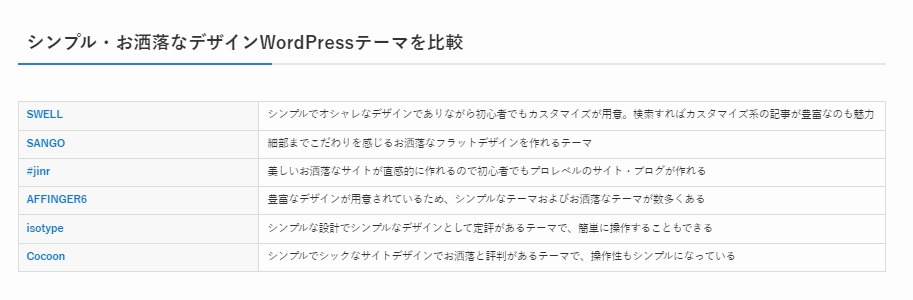 シンプル・お洒落なデザインWordPressテーマを比較
SWELL シンプルでオシャレなデザインでありながら初心者でもカスタマイズが用意。検索すればカスタマイズ系の記事が豊富なのも魅力
SANGO 細部までこだわりを感じるお洒落なフラットデザインを作れるテーマ
#jinr 美しいお洒落なサイトが直感的に作れるので初心者でもプロレベルのサイト・ブログが作れる
AFFINGER6 豊富なデザインが用意されているため、シンプルなテーマおよびお洒落なテーマが数多くある
isotype シンプルな設計でシンプルなデザインとして定評があるテーマで、簡単に操作することもできる
Cocoon シンプルでシックなサイトデザインでお洒落と評判があるテーマで、操作性もシンプルになっている